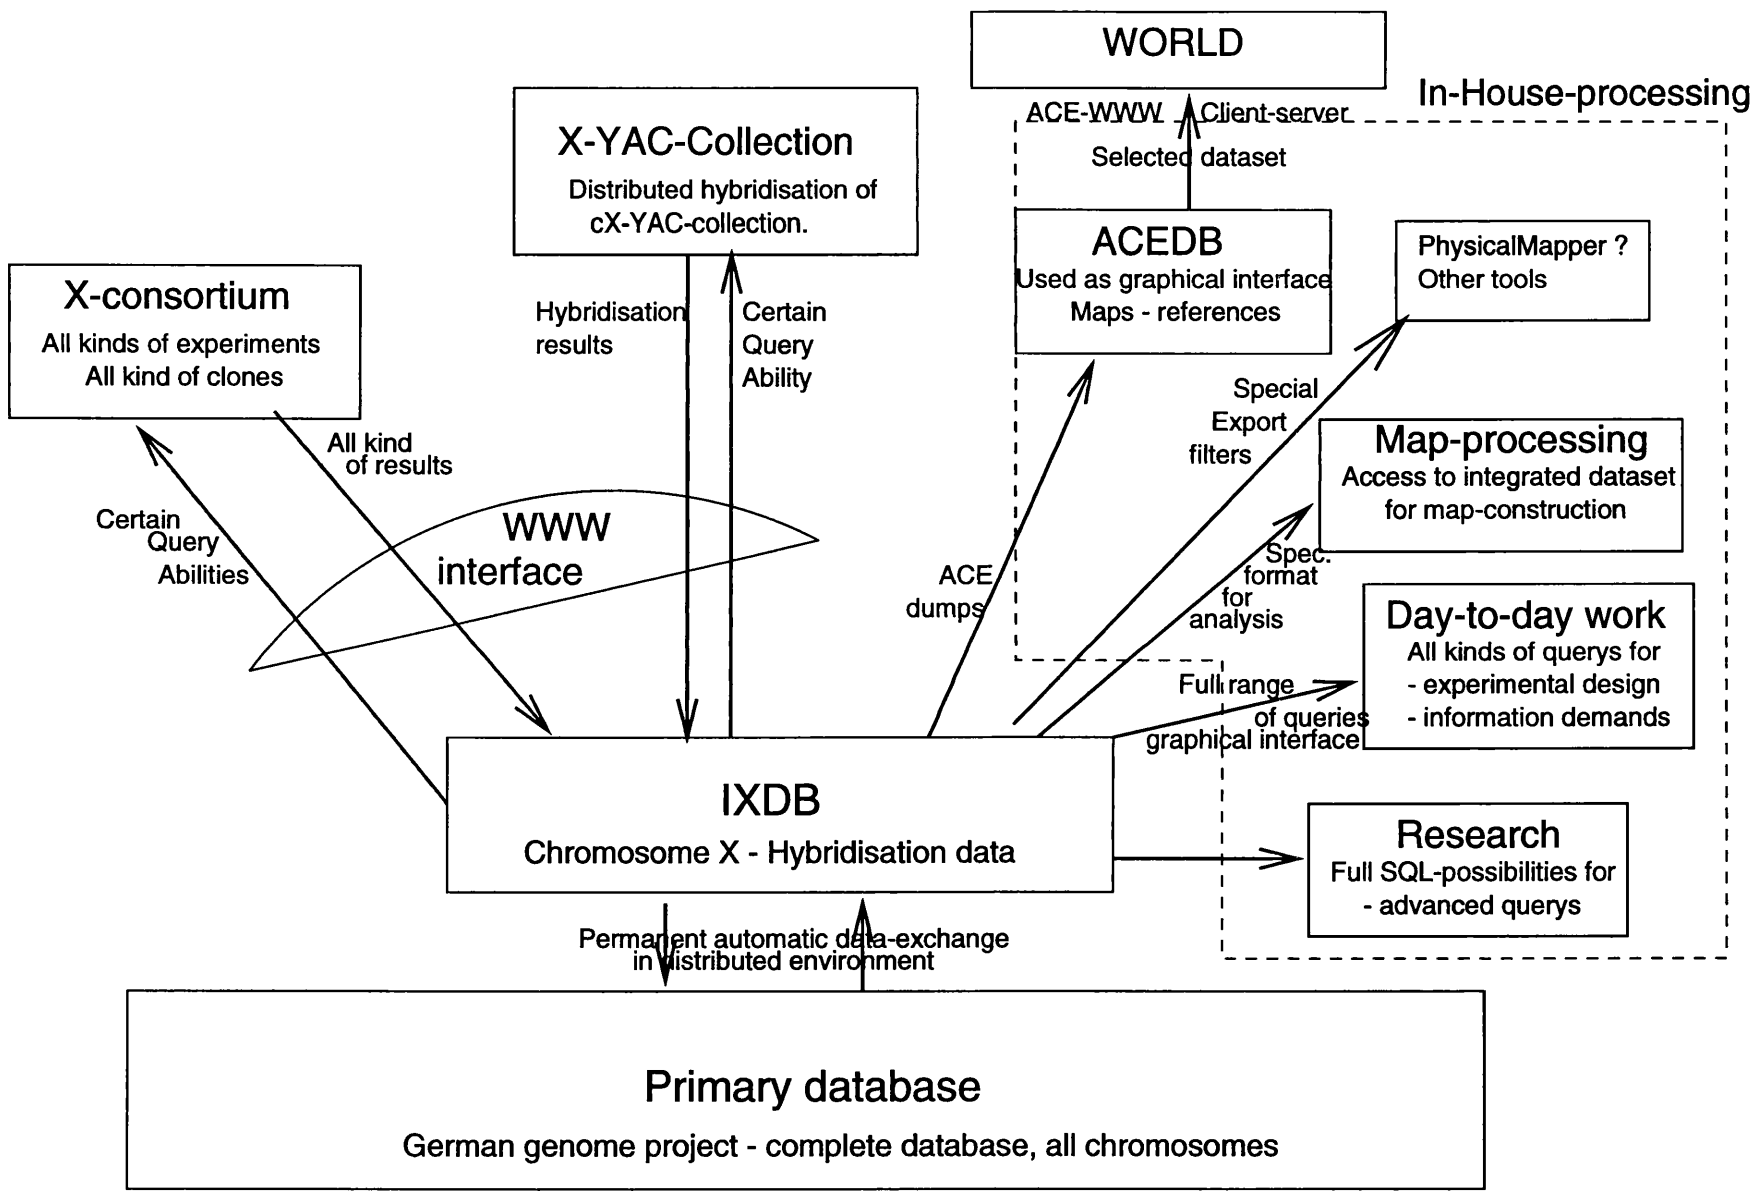 WORLD
In-House-processing
ACE-WWW Client-server
Selected dataset
X-YAC-Collection
Distributed hybridisation of
cX-YAC-collection.
ACEDB
Used as graphical interface
Maps - references
PhysicalMapper ?
Other tools
X-consortium
All kinds of experiments
All kind of clones
Hybridisation
results
Certain
Query
Ability
Special
Export
filters
All kind
of results
Map-processing
Access to integrated dataset
for map-construction
Certain
Query
Abilities
WWW
interface
ACE
dumps
Spec.
format
for
analysis
Day-to-day work
All kinds of querys for
- experimental design
- information demands
Full range
of queries
graphical interface
IXDB
Chromosome X - Hybridisation data
Research
Full SQL-possibilities for
- advanced querys
Permanent automatic data-exchange
in distributed environment
Primary database
German genome project - complete database, all chromosomes